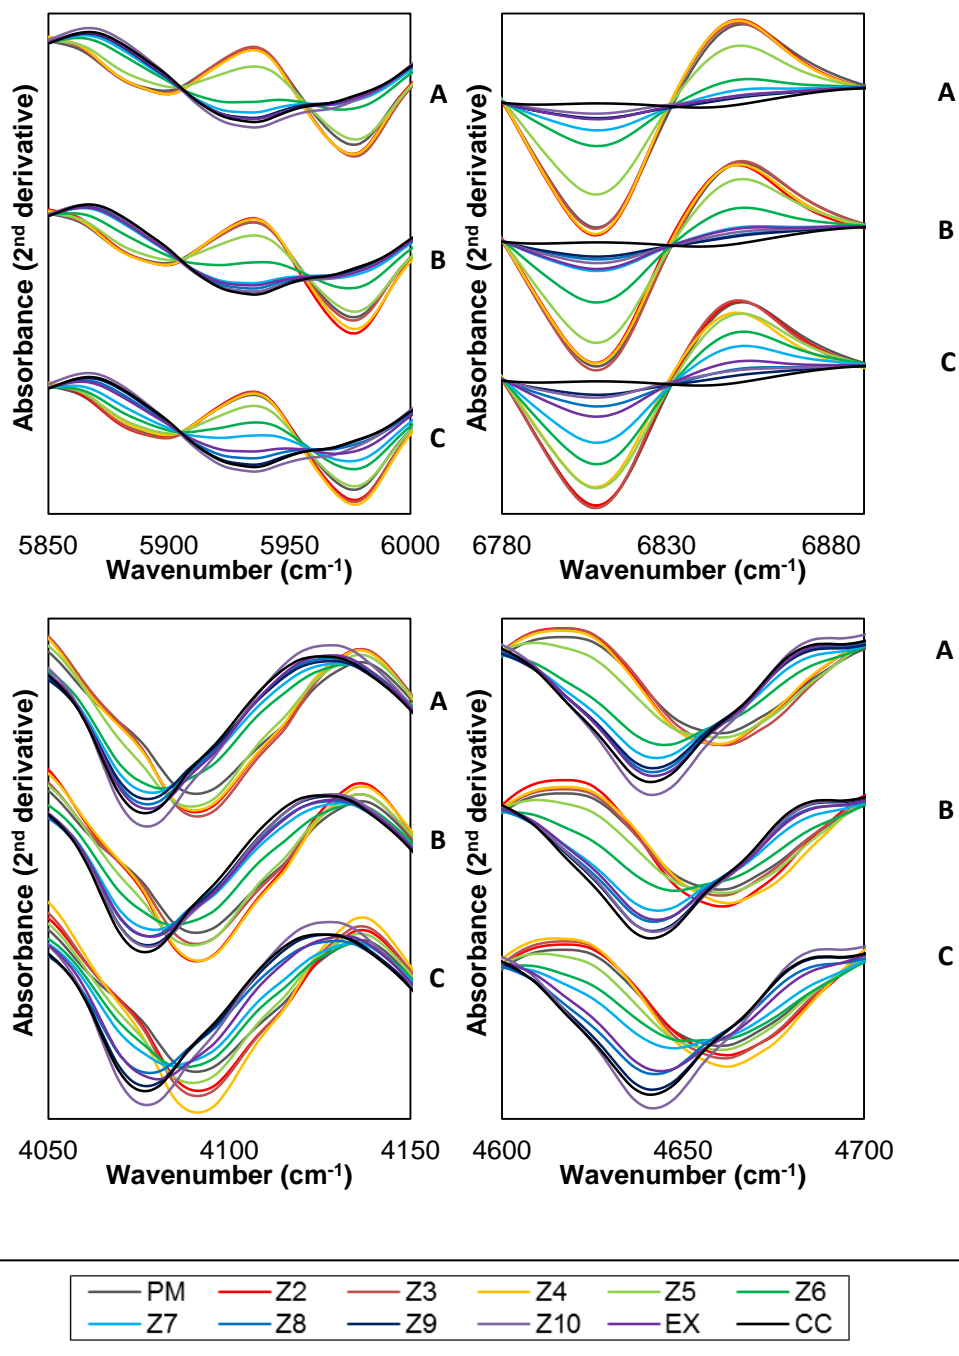 Absorbance (2nd derivative)
A
B
C
5850 5900 5950 6000
Wavenumber (cm-1)
Absorbance (2nd derivative)
A
B
C
6780 6830 6880
Wavenumber (cm-1)
Absorbance (2nd derivative)
A
B
C
4050 4100 4150
Wavenumber (cm-1)
Absorbance (2nd derivative)
A
B
C
4600 4650 4700
Wavenumber (cm-1)
PM Z2 Z3 Z4 Z5 Z6
Z7 Z8 Z9 Z10 EX CC